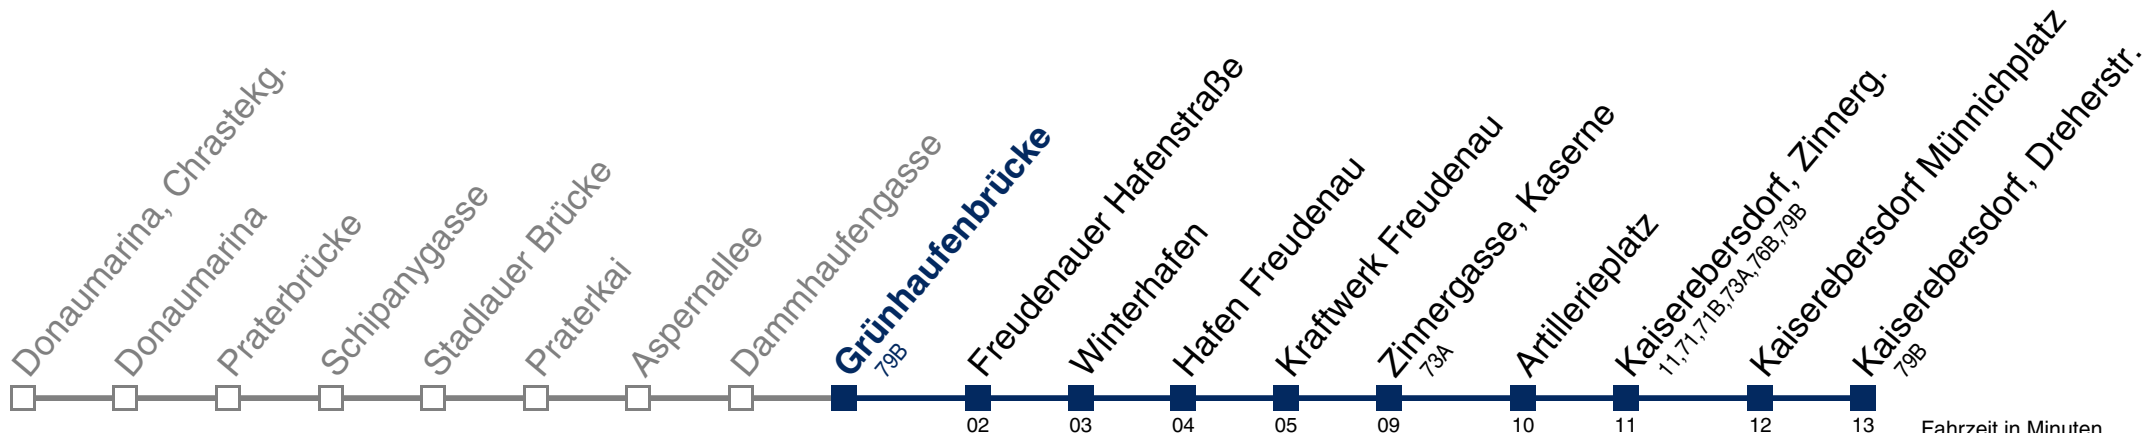 Donaumarina, Chrastekg.
Donaumarina
Praterbrücke
Schipanygasse
Stadlauer Brücke
Praterkai
Aspernallee
Dammhaufengasse
Grünhaufenbrücke
79B
Freudenauer Hafenstraße
Winterhafen
Hafen Freudenau
Kraftwerk Freudenau
Zinnergasse, Kaserne
73A
Artillerieplatz
Kaiserebersdorf, Zinnerg.
11,71,71B,73A,76B,79B
Kaiserebersdorf Münnichplatz
Kaiserebersdorf, Dreherstr.
79B
02 03 04 05 09 10 11 12 13 Fahrzeit in Minuten